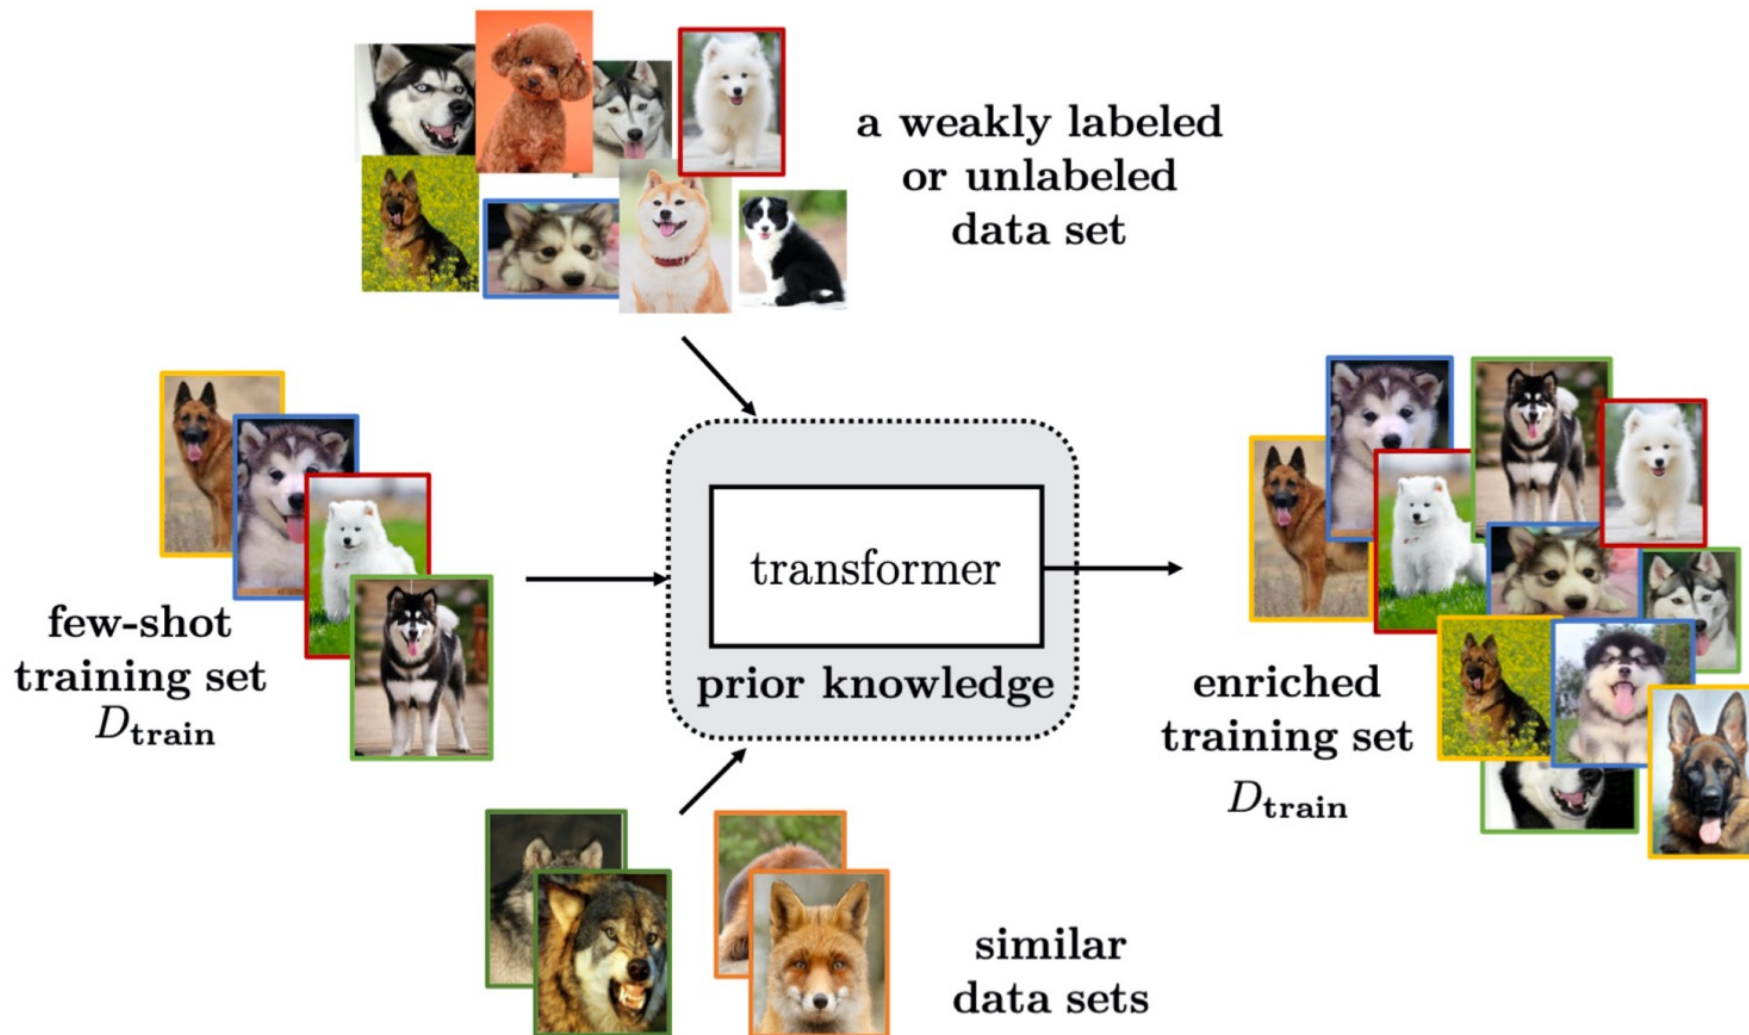 a weakly labeled
or unlabeled
data set
few-shot
training set
D_train
transformer
prior knowledge
enriched
training set
D_train
similar
data sets